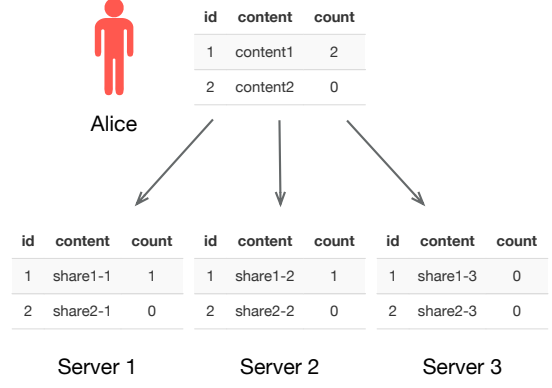 id content count
1 content1 2
2 content2 0
Alice
id content count
1 share1-1 1
2 share2-1 0
Server 1
id content count
1 share1-2 1
2 share2-2 0
Server 2
id content count
1 share1-3 0
2 share2-3 0
Server 3